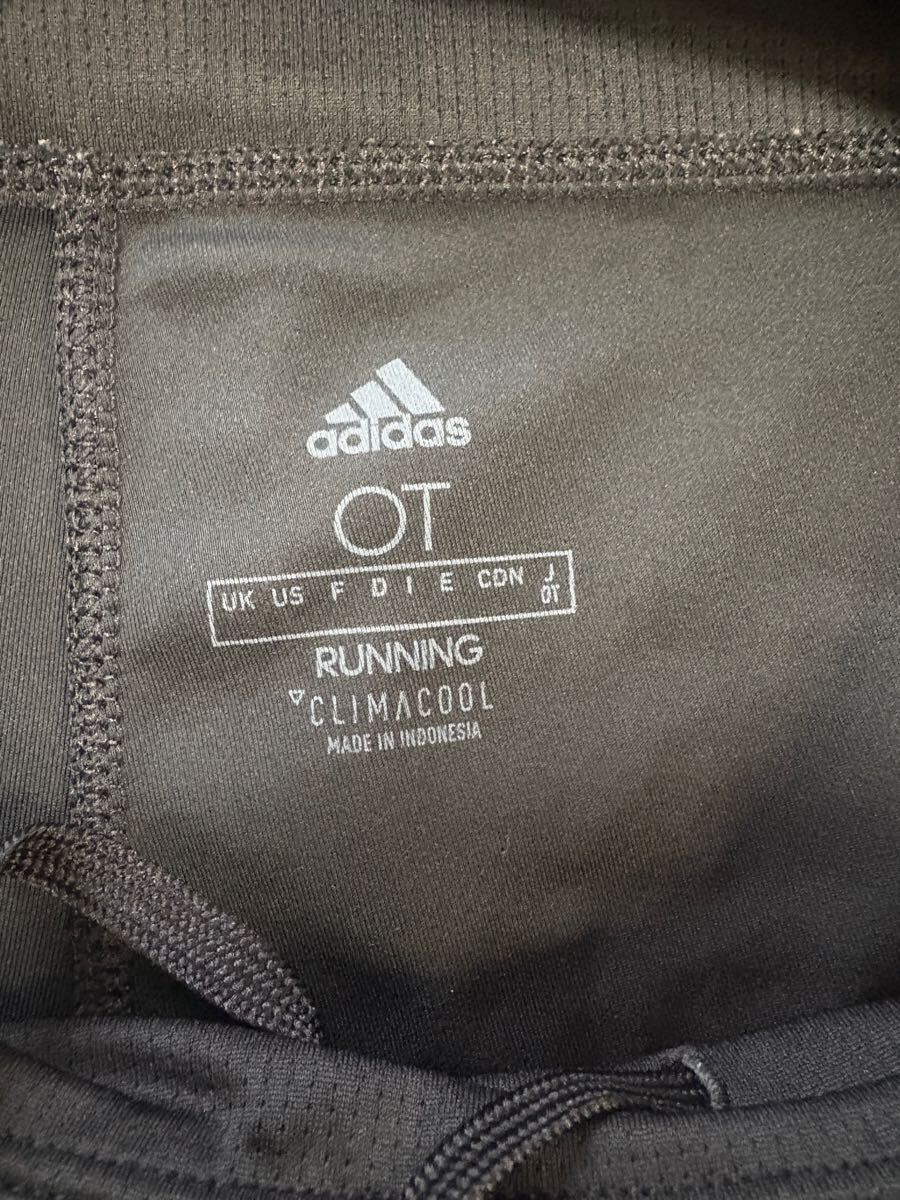 adidas
OT
UK US F D I E CDN J
OT
RUNNING
CLIMACOOL
MADE IN INDONESIA